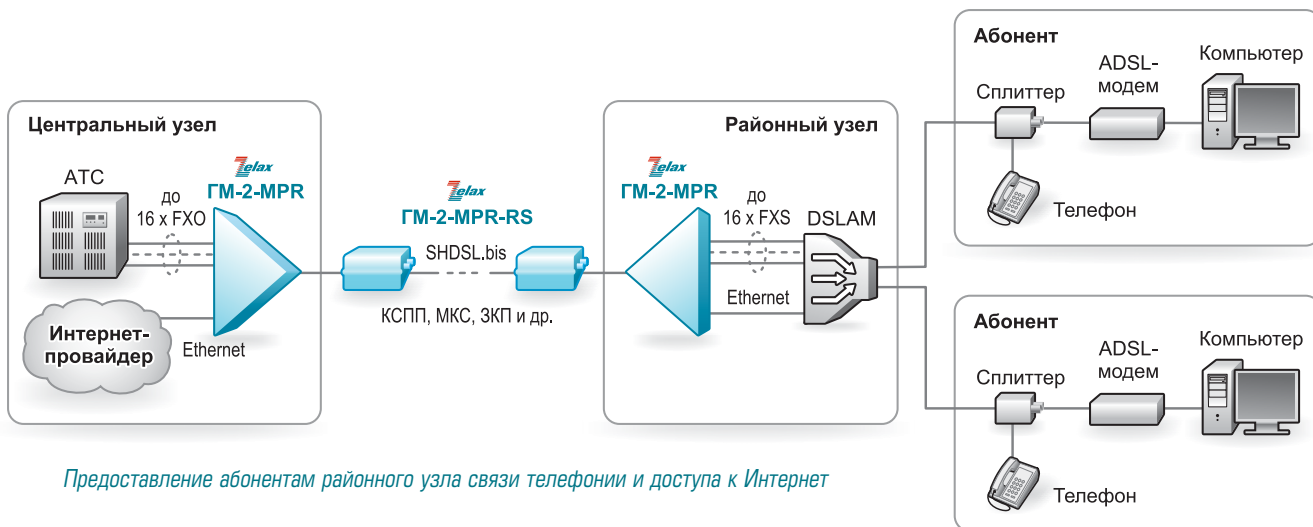 Центральный узел
АТС
до
16 x FXO
Zelax
ГМ-2-MPR
Интернет-
провайдер
Ethernet
Zelax
ГМ-2-MPR-RS
SHDSL.bis
КСПП, МКС, ЗКП и др.
Районный узел
Zelax
ГМ-2-MPR
до
16 x FXS
DSLAM
Ethernet
Абонент
Сплиттер
ADSL-
модем
Компьютер
Телефон
Абонент
Сплиттер
ADSL-
модем
Компьютер
Телефон
Предоставление абонентам районного узла связи телефонии и доступа к Интернет